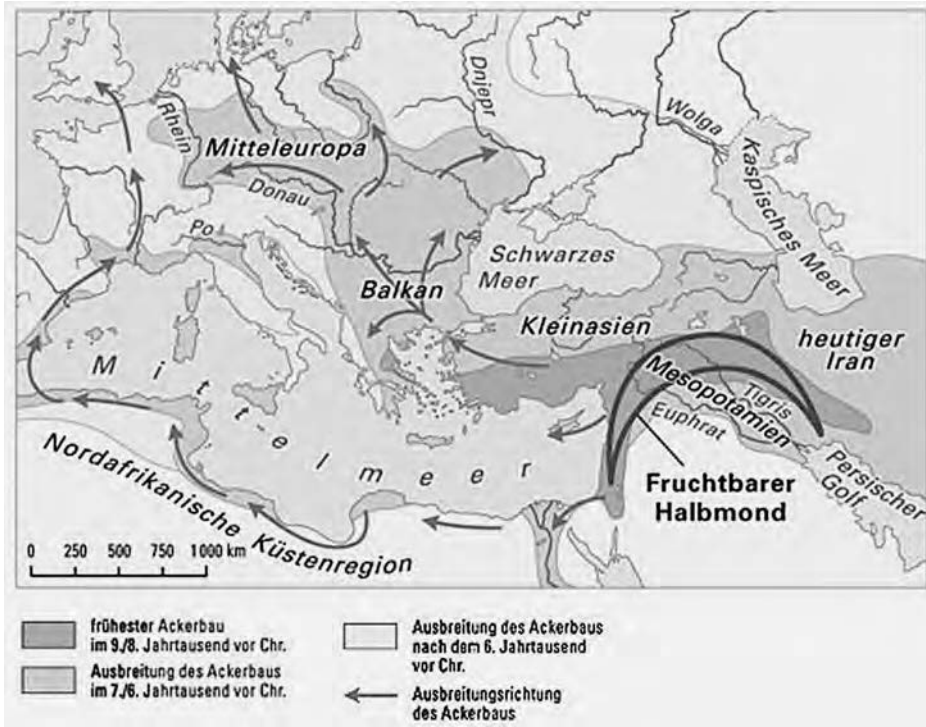 Dnjepr
Wolga
Rhein
Mitteleuropa
Kaspisches Meer
Donau
Po
Schwarzes
Meer
Balkan
Kleinasien
heutiger
Iran
Mittelmeer
Mesopotamien
Tigris
Euphrat
Persischer
Golf
Fruchtbarer
Halbmond
Nordafrikanische Küstenregion
0 250 500 1000 km
frühester Ackerbau
im 9./8. Jahrtausend vor Chr.
Ausbreitung des Ackerbaus
im 7./6. Jahrtausend vor Chr.
Ausbreitung des Ackerbaus
nach dem 6. Jahrtausend
vor Chr.
Ausbreitungsrichtung
des Ackerbaus